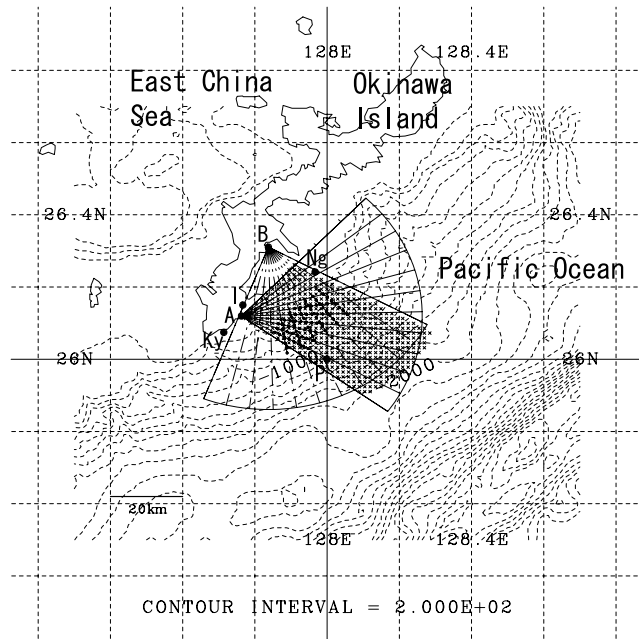 128E 128.4E
East China Okinawa
Sea Island
26.4N 26.4N
B
Ng
Pacific Ocean
I
A
Ky
26N 1000 P 2000 26N
20km
128E 128.4E
CONTOUR INTERVAL = 2.000E+02